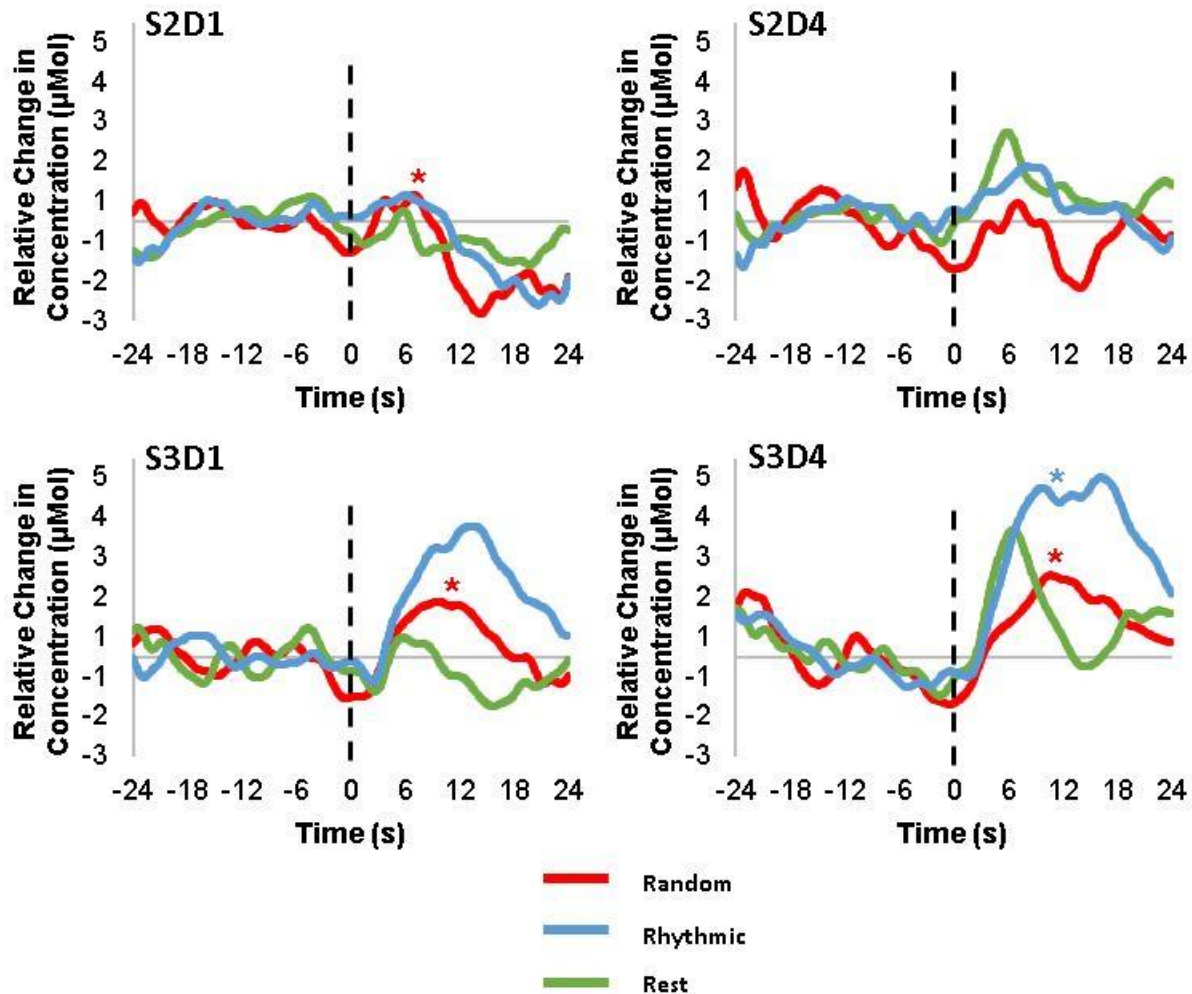 S2D1
Relative Change in
Concentration (µMol)
5
4
3
2
1
-1
-2
-3
-24 -18 -12 -6 0 6 12 18 24
Time (s)
*
S2D4
Relative Change in
Concentration (µMol)
5
4
3
2
1
-1
-2
-3
-24 -18 -12 -6 0 6 12 18 24
Time (s)
S3D1
Relative Change in
Concentration (µMol)
5
4
3
2
1
-1
-2
-3
-24 -18 -12 -6 0 6 12 18 24
Time (s)
*
S3D4
Relative Change in
Concentration (µMol)
5
4
3
2
1
-1
-2
-3
-24 -18 -12 -6 0 6 12 18 24
Time (s)
*
*
Random
Rhythmic
Rest